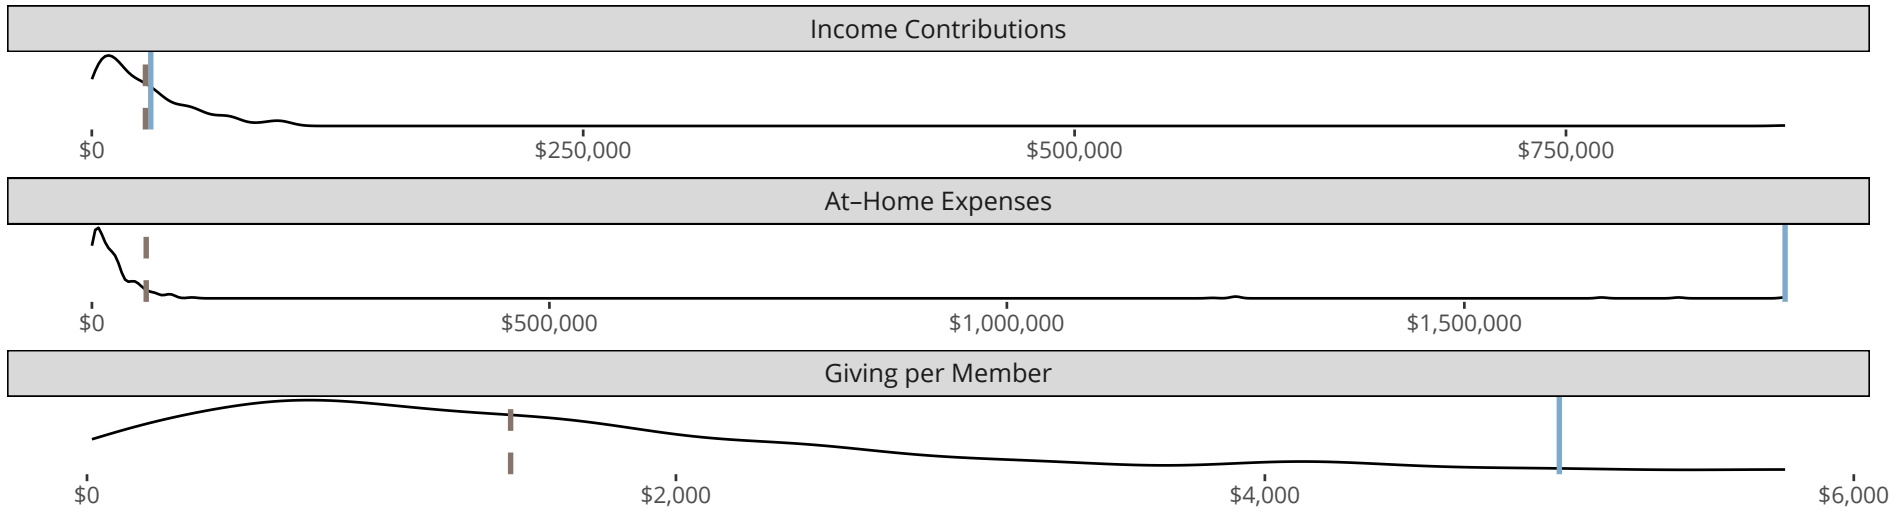 Income Contributions
$0 $250,000 $500,000 $750,000
At–Home Expenses
$0 $500,000 $1,000,000 $1,500,000
Giving per Member
$0 $2,000 $4,000 $6,000